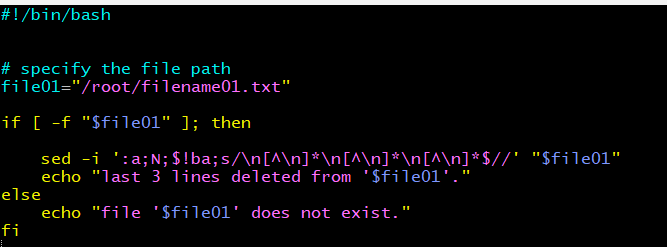 #!/bin/bash
# specify the file path
file01="/root/filename01.txt"
if [ -f "$file01" ]; then
sed -i ':a;N;$!ba;s/\n[^\n]*\n[^\n]*\n[^\n]*$//' "$file01"
echo "last 3 lines deleted from '$file01'."
else
echo "file '$file01' does not exist."
fi